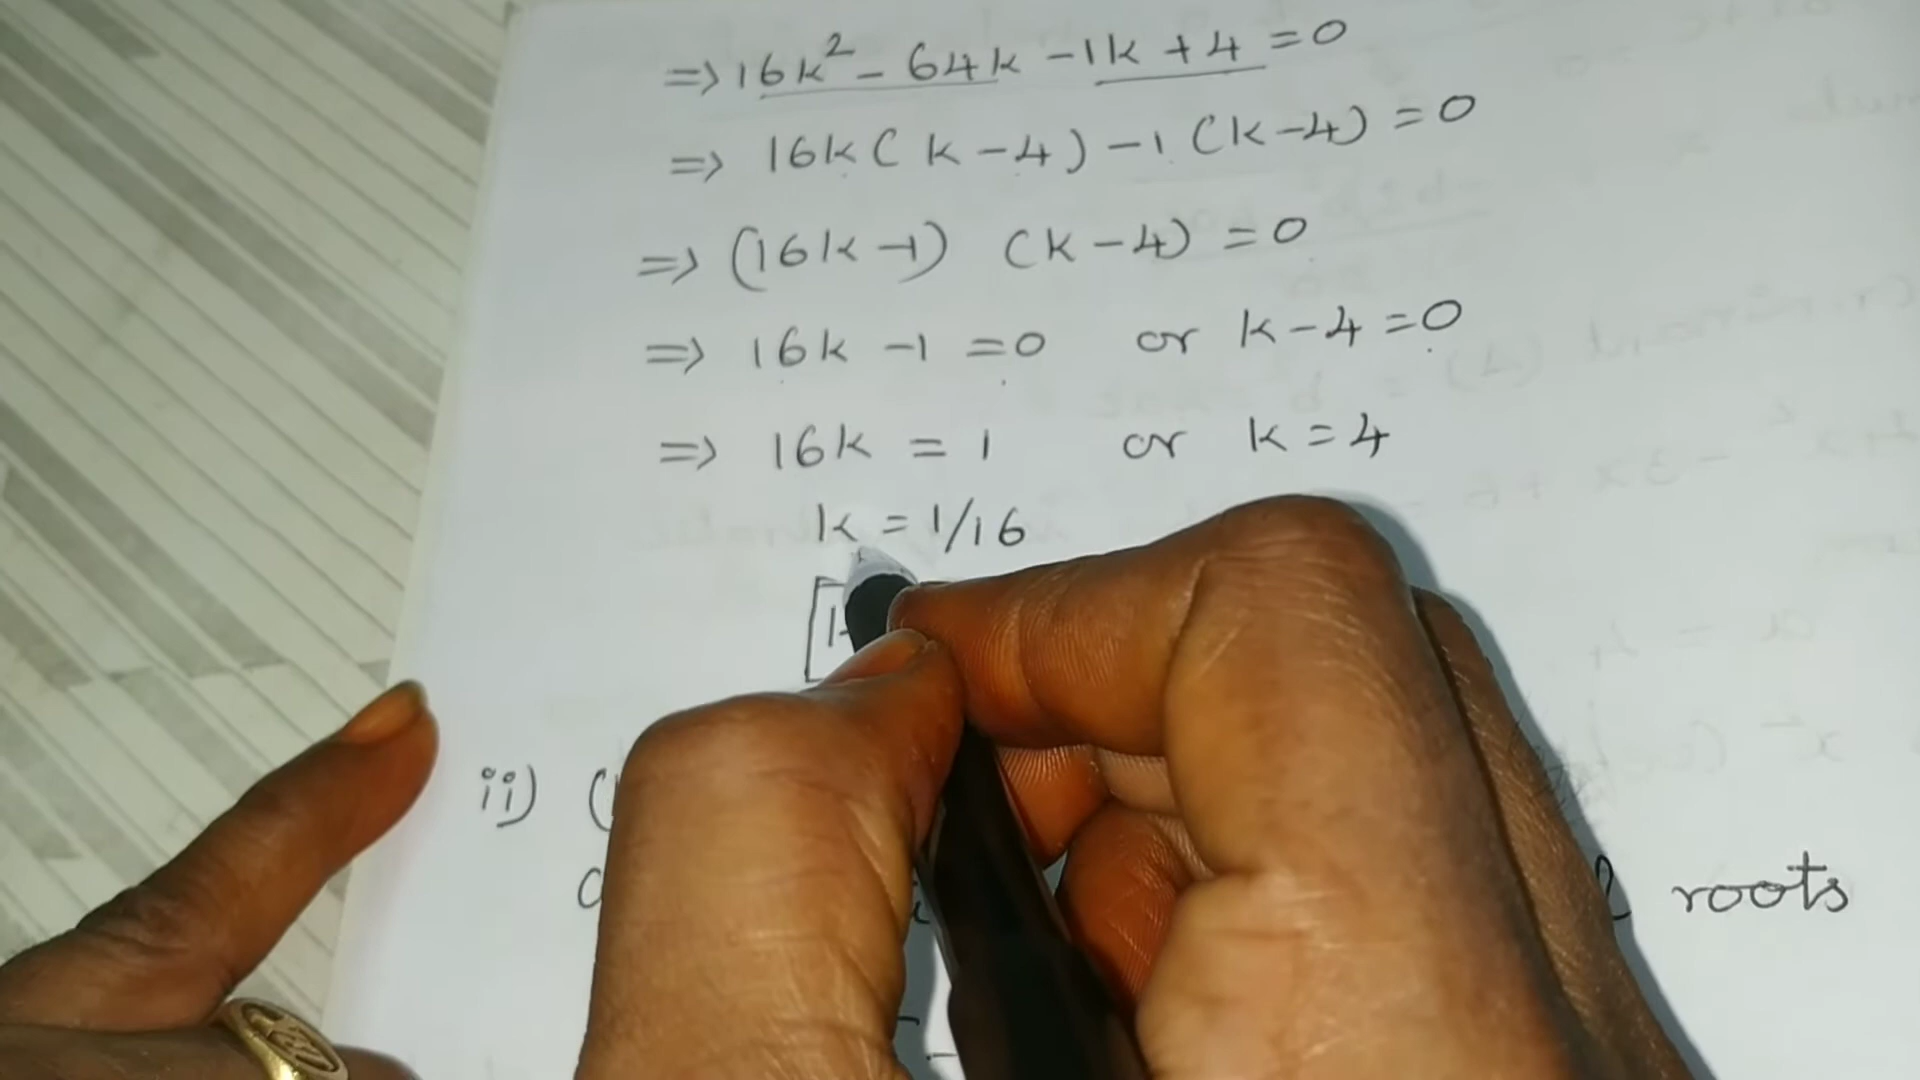 => 16k² - 64k - 1k + 4 = 0
=> 16k ( k - 4 ) - 1 ( k - 4 ) = 0
=> (16k - 1) (k - 4) = 0
=> 16k - 1 = 0 or k - 4 = 0
=> 16k = 1 or k = 4
k = 1/16
ii) (
roots